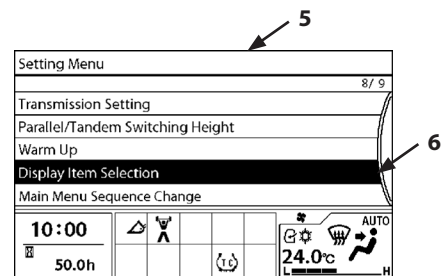 5
Setting Menu
8/ 9
Transmission Setting
Parallel/Tandem Switching Height
Warm Up
Display Item Selection
6
Main Menu Sequence Change
10:00
AUTO
50.0h
(TC)
24.0°C
L
H